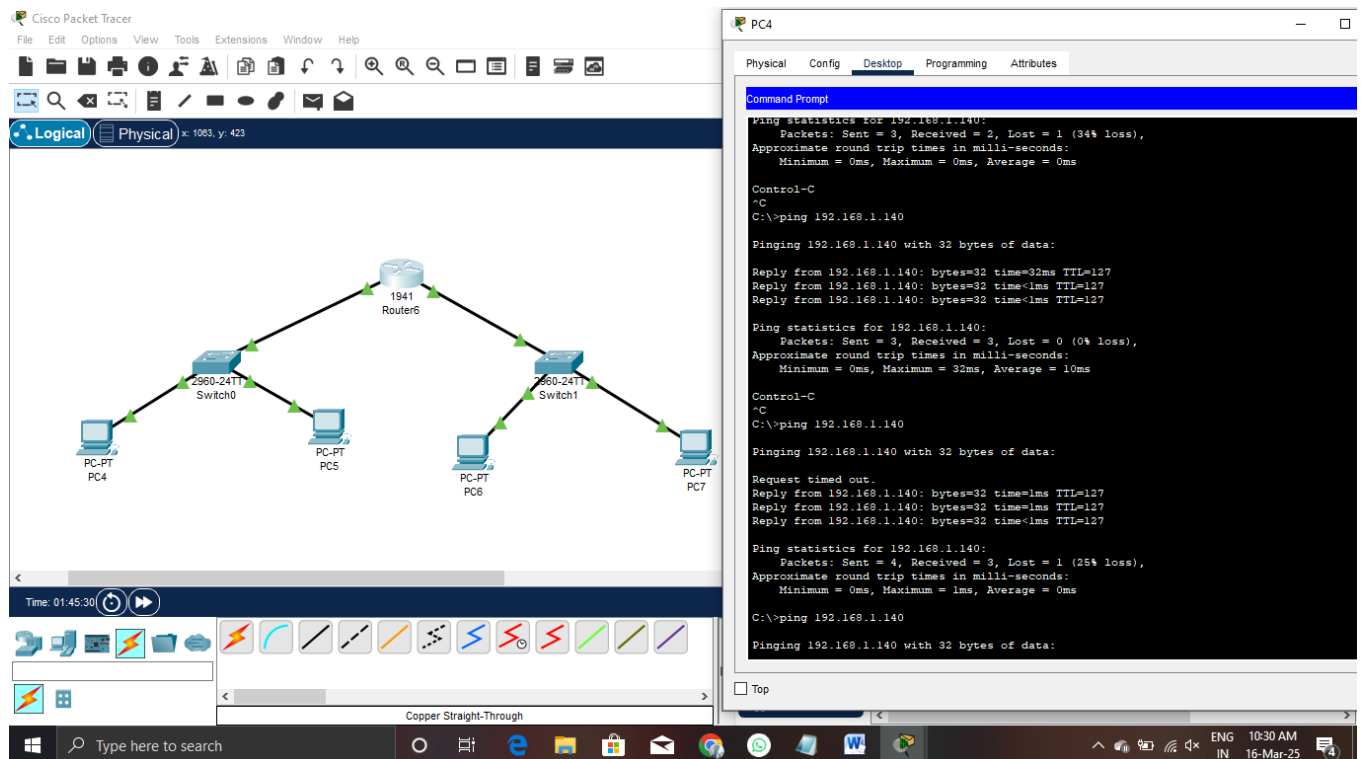 Cisco Packet Tracer
File Edit Options View Tools Extensions Window Help
Logical Physical x: 1063, y: 423
1941
Router6
2960-24TT
Switch0
2960-24TT
Switch1
PC-PT
PC4
PC-PT
PC5
PC-PT
PC6
PC-PT
PC7
Time: 01:45:30
Copper Straight-Through
PC4
Physical Config Desktop Programming Attributes
Command Prompt
Ping statistics for 192.168.1.140:
Packets: Sent = 3, Received = 2, Lost = 1 (34% loss),
Approximate round trip times in milli-seconds:
Minimum = 0ms, Maximum = 0ms, Average = 0ms
Control-C
^C
C:\>ping 192.168.1.140
Pinging 192.168.1.140 with 32 bytes of data:
Reply from 192.168.1.140: bytes=32 time=32ms TTL=127
Reply from 192.168.1.140: bytes=32 time<1ms TTL=127
Reply from 192.168.1.140: bytes=32 time<1ms TTL=127
Ping statistics for 192.168.1.140:
Packets: Sent = 3, Received = 3, Lost = 0 (0% loss),
Approximate round trip times in milli-seconds:
Minimum = 0ms, Maximum = 32ms, Average = 10ms
Control-C
^C
C:\>ping 192.168.1.140
Pinging 192.168.1.140 with 32 bytes of data:
Request timed out.
Reply from 192.168.1.140: bytes=32 time=1ms TTL=127
Reply from 192.168.1.140: bytes=32 time=1ms TTL=127
Reply from 192.168.1.140: bytes=32 time<1ms TTL=127
Ping statistics for 192.168.1.140:
Packets: Sent = 4, Received = 3, Lost = 1 (25% loss),
Approximate round trip times in milli-seconds:
Minimum = 0ms, Maximum = 1ms, Average = 0ms
C:\>ping 192.168.1.140
Pinging 192.168.1.140 with 32 bytes of data:
Top
Type here to search
ENG
IN
10:30 AM
16-Mar-25
4